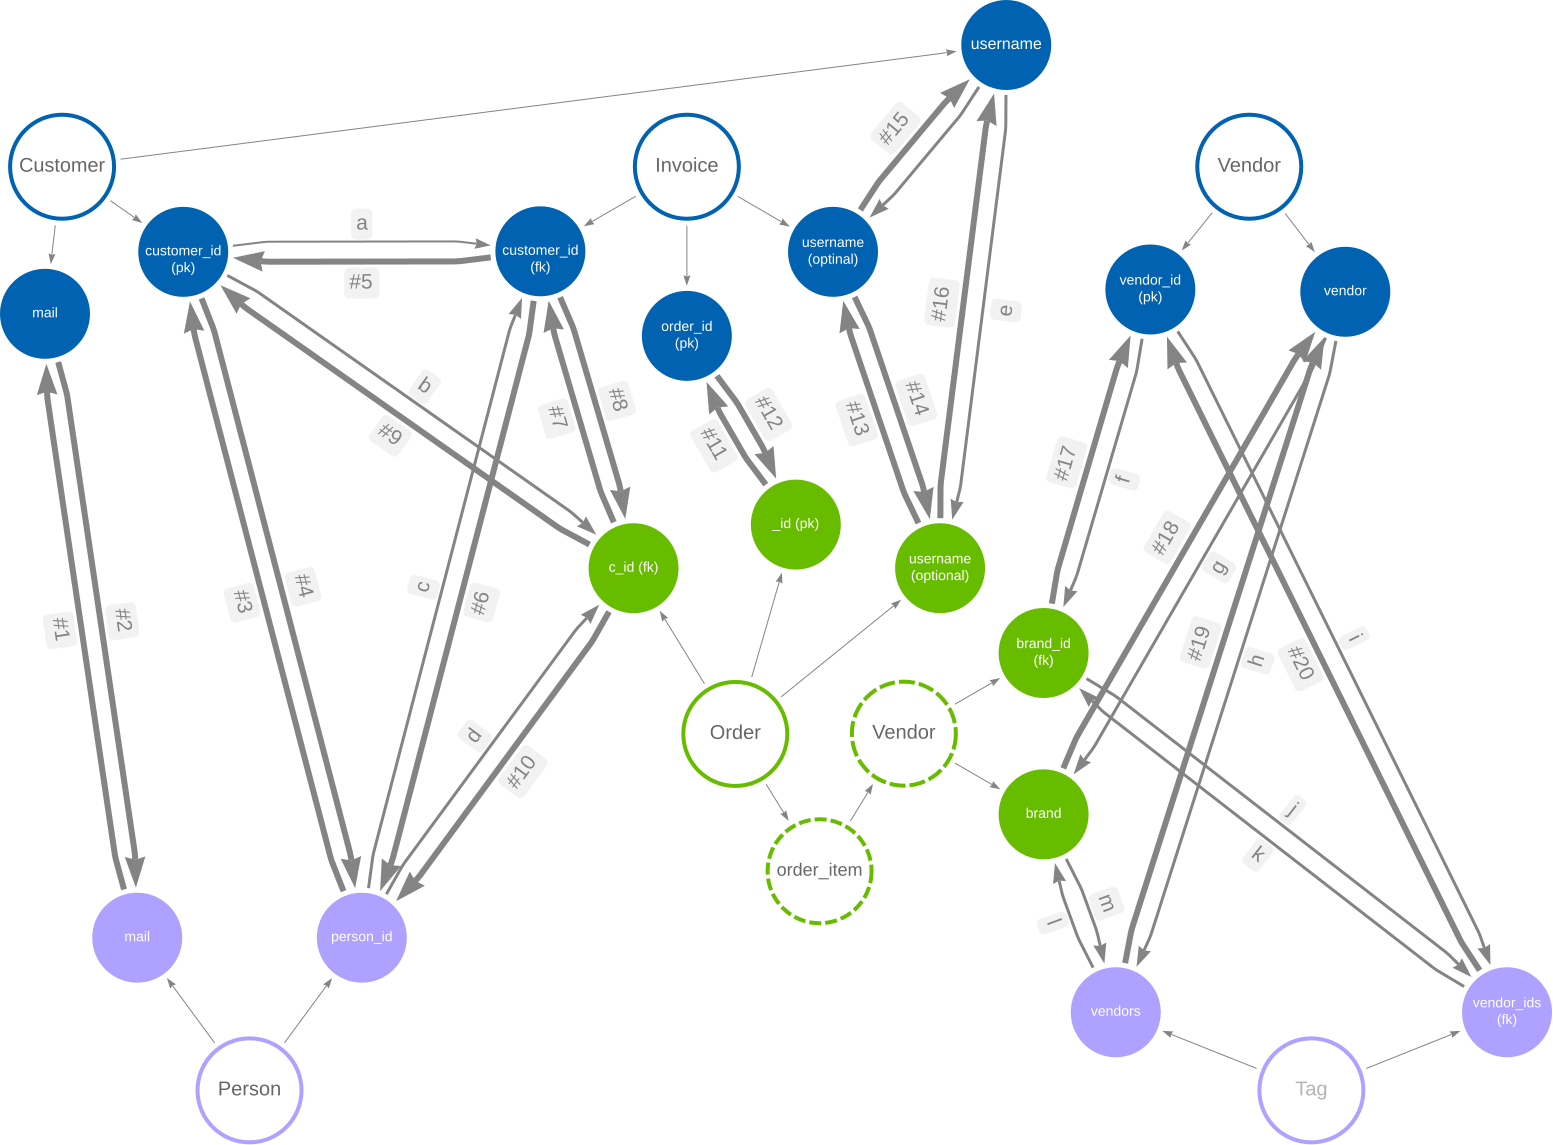 username
#15
Customer
Invoice
Vendor
a
customer_id
(pk)
customer_id
(fk)
username
(optinal)
#5
vendor_id
(pk)
vendor
mail
order_id
(pk)
#16
e
b
#9
#7
#8
#11
#12
#13
#14
#17
f
_id (pk)
#18
g
c_id (fk)
username
(optional)
#1
#2
#3
#4
c
#6
#19
h
#20
i
brand_id
(fk)
d
#10
Order
Vendor
brand
j
k
order_item
l
m
mail
person_id
vendors
vendor_ids
(fk)
Person
Tag